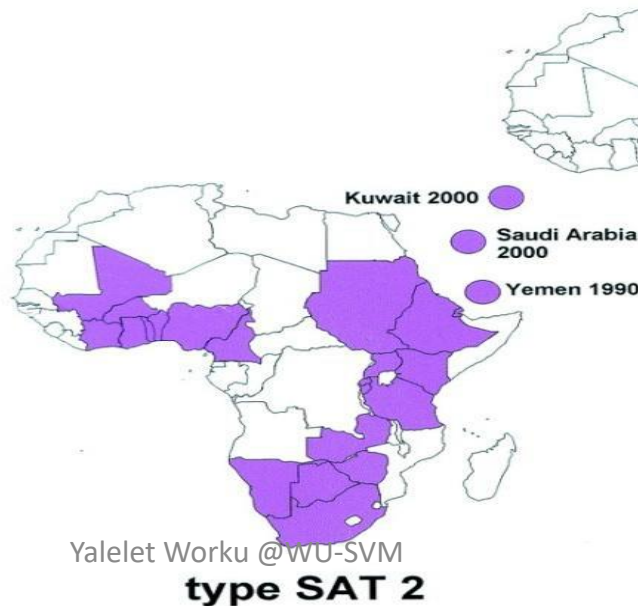 Kuwait 2000
Saudi Arabia
2000
Yemen 1990
Yalelet Worku @WU-SVM
type SAT 2